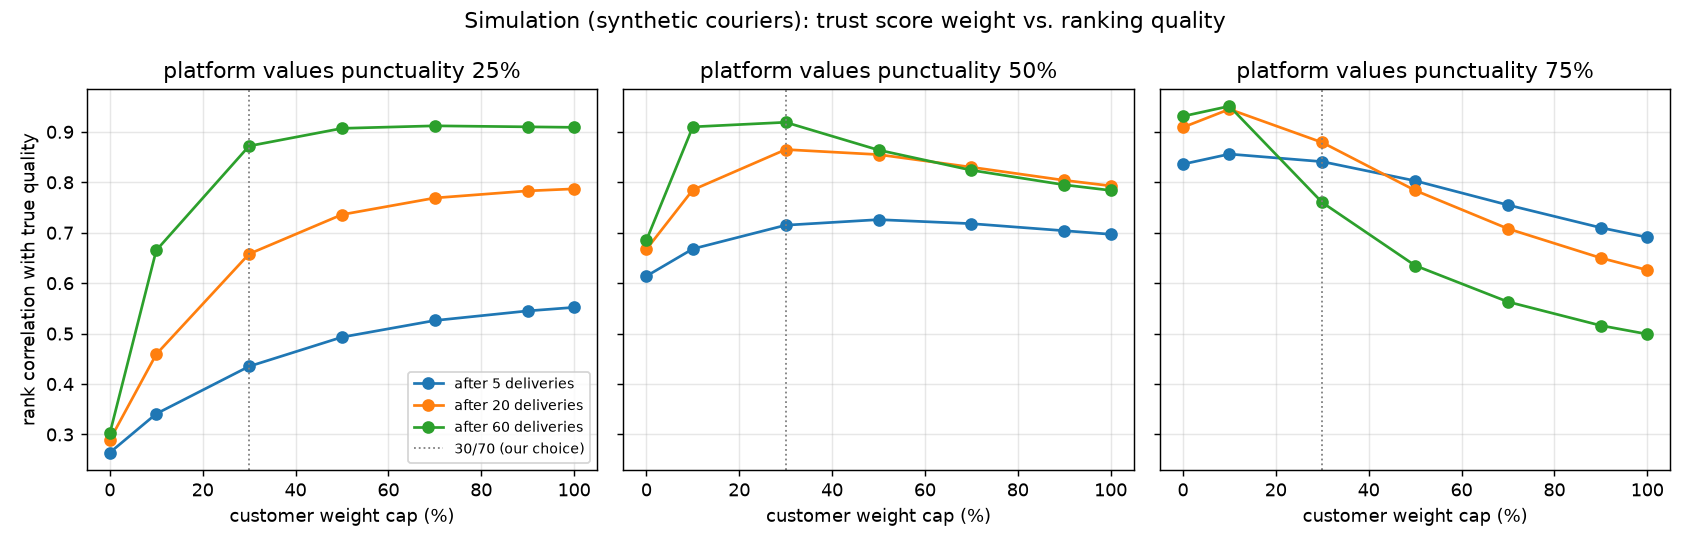 Simulation (synthetic couriers): trust score weight vs. ranking quality
platform values punctuality 25%
platform values punctuality 50%
platform values punctuality 75%
rank correlation with true quality
0.9
0.8
0.7
0.6
0.5
0.4
0.3
after 5 deliveries
after 20 deliveries
after 60 deliveries
30/70 (our choice)
0 20 40 60 80 100
0 20 40 60 80 100
0 20 40 60 80 100
customer weight cap (%)
customer weight cap (%)
customer weight cap (%)